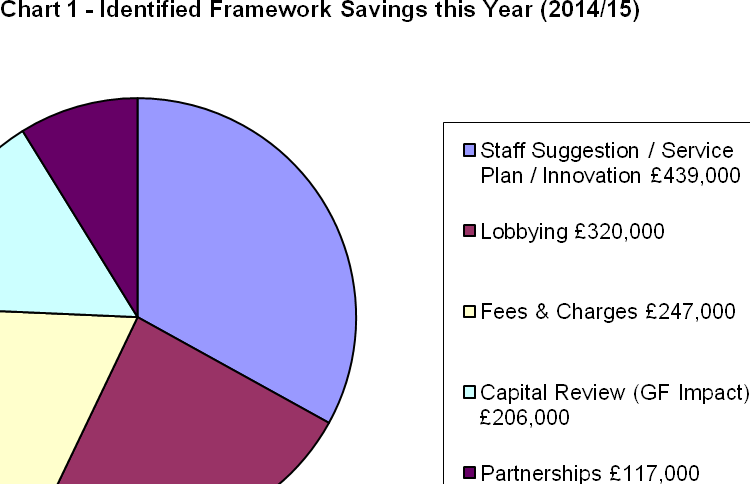 Chart 1 - Identified Framework Savings this Year (2014/15)
Staff Suggestion / Service
Plan / Innovation £439,000
Lobbying £320,000
Fees & Charges £247,000
Capital Review (GF Impact)
£206,000
Partnerships £117,000